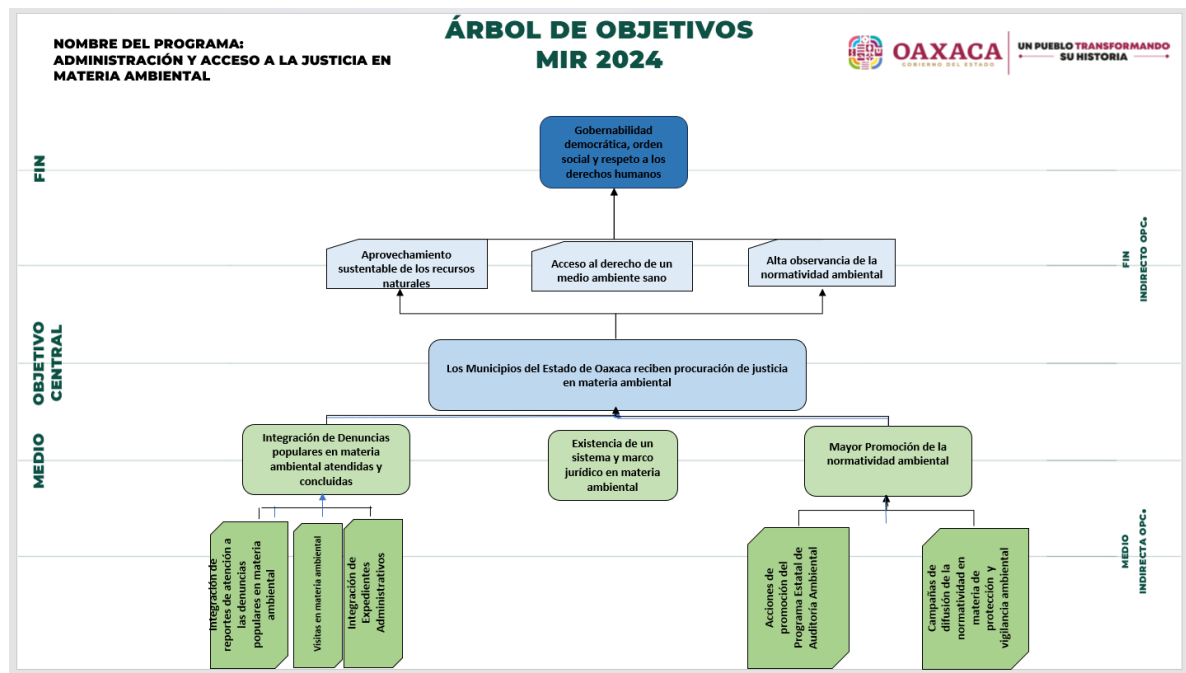 ÁRBOL DE OBJETIVOS
MIR 2024
NOMBRE DEL PROGRAMA:
ADMINISTRACIÓN Y ACCESO A LA JUSTICIA EN
MATERIA AMBIENTAL
OAXACA
GOBIERNO DEL ESTADO
UN PUEBLO TRANSFORMANDO
SU HISTORIA
FIN
Gobernabilidad
democrática, orden
social y respeto a los
derechos humanos
FIN
INDIRECTO OPC.
Aprovechamiento
sustentable de los recursos
naturales
Acceso al derecho de un
medio ambiente sano
Alta observancia de la
normatividad ambiental
OBJETIVO
CENTRAL
Los Municipios del Estado de Oaxaca reciben procuración de justicia
en materia ambiental
MEDIO
Integración de Denuncias
populares en materia
ambiental atendidas y
concluidas
Existencia de un
sistema y marco
jurídico en materia
ambiental
Mayor Promoción de la
normatividad ambiental
MEDIO
INDIRECTA OPC.
Integración de
reportes de atención a
las denuncias
populares en materia
ambiental
Visitas en materia ambiental
Integración de
Expedientes
Administrativos
Acciones de
promoción del
Programa Estatal de
Auditoría Ambiental
Campañas de
difusión de la
normatividad en
materia de
protección y
vigilancia ambiental